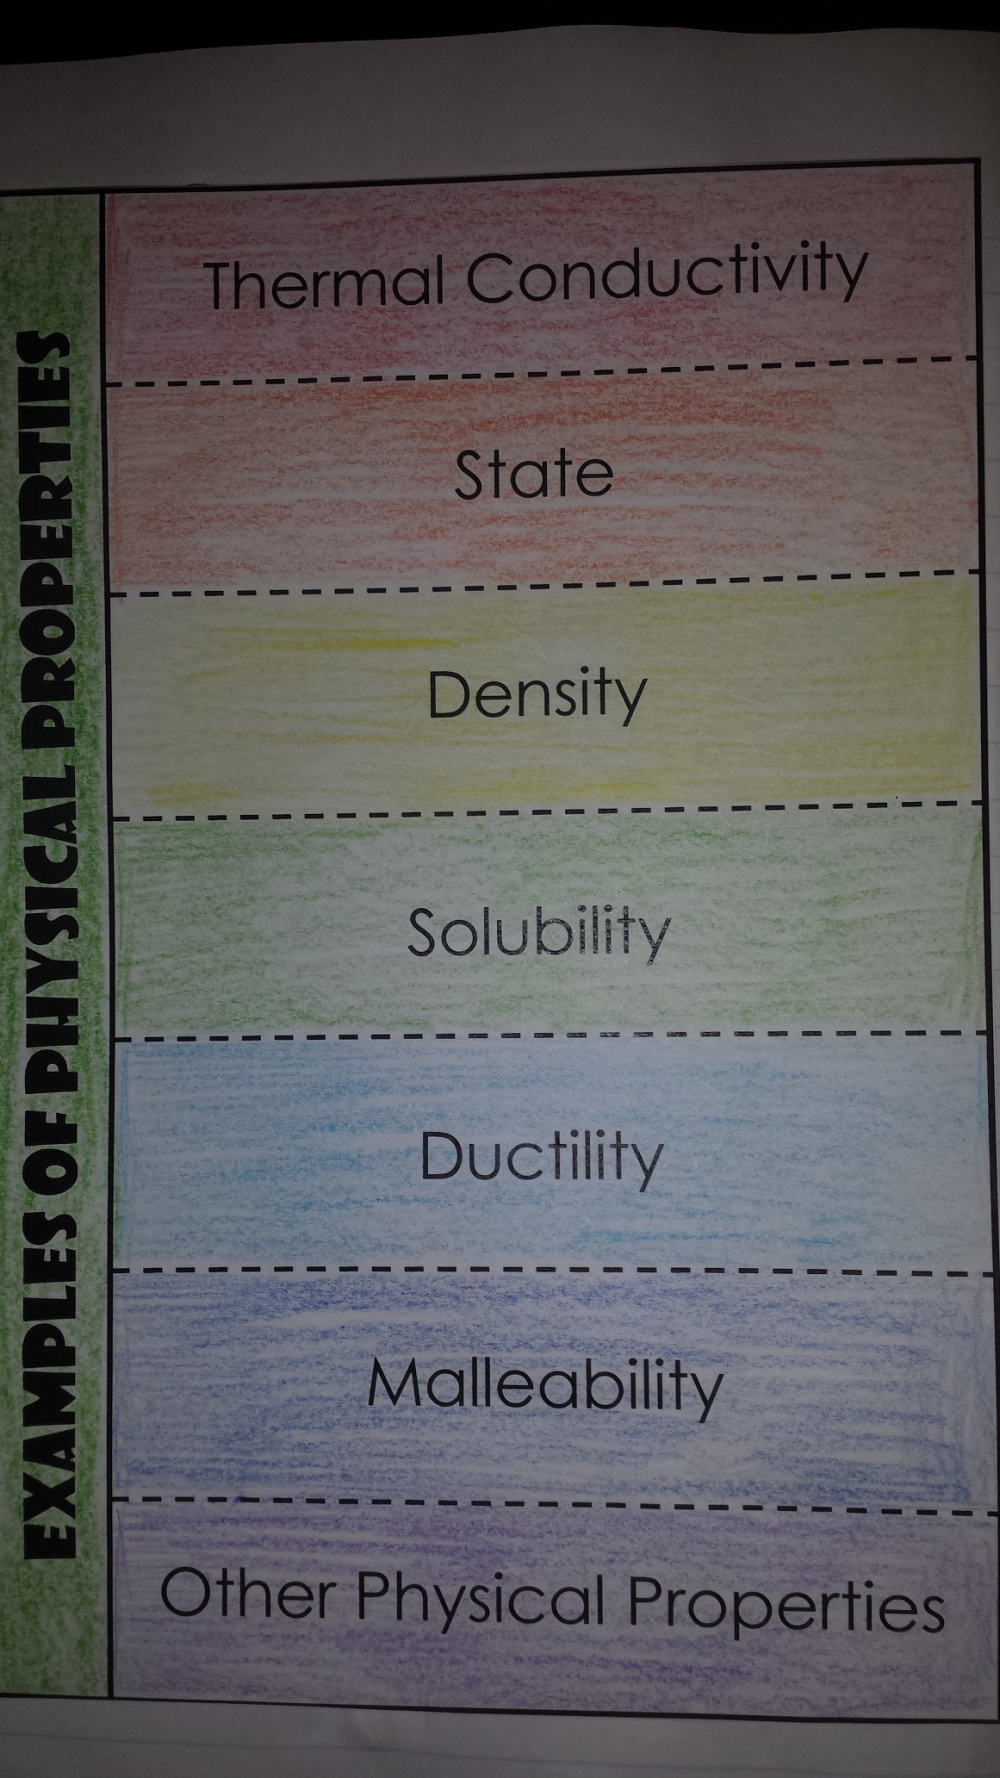 EXAMPLES OF PHYSICAL PROPERTIES
Thermal Conductivity
State
Density
Solubility
Ductility
Malleability
Other Physical Properties